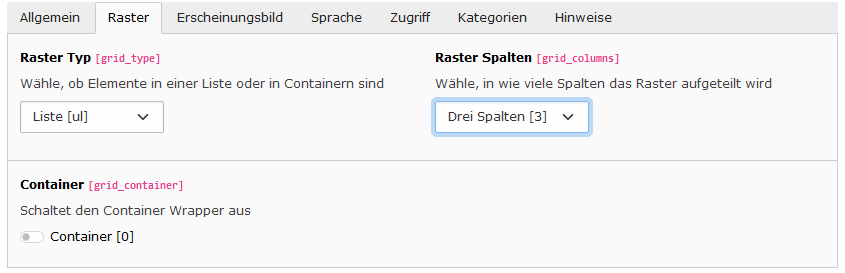 Allgemein Raster Erscheinungsbild Sprache Zugriff Kategorien Hinweise
Raster Typ [grid_type] Raster Spalten [grid_columns]
Wähle, ob Elemente in einer Liste oder in Containern sind Wähle, in wie viele Spalten das Raster aufgeteilt wird
Liste [ul] Drei Spalten [3]
Container [grid_container]
Schaltet den Container Wrapper aus
Container [0]